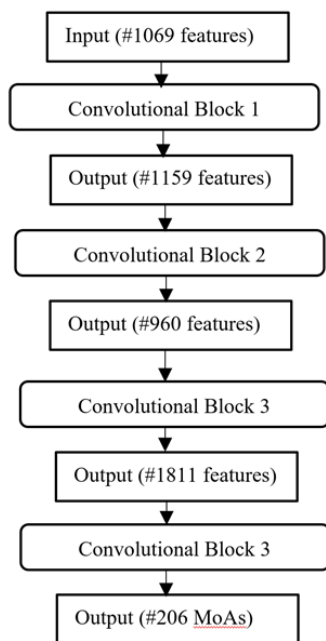 Input (#1069 features)
Convolutional Block 1
Output (#1159 features)
Convolutional Block 2
Output (#960 features)
Convolutional Block 3
Output (#1811 features)
Convolutional Block 3
Output (#206 MoAs)